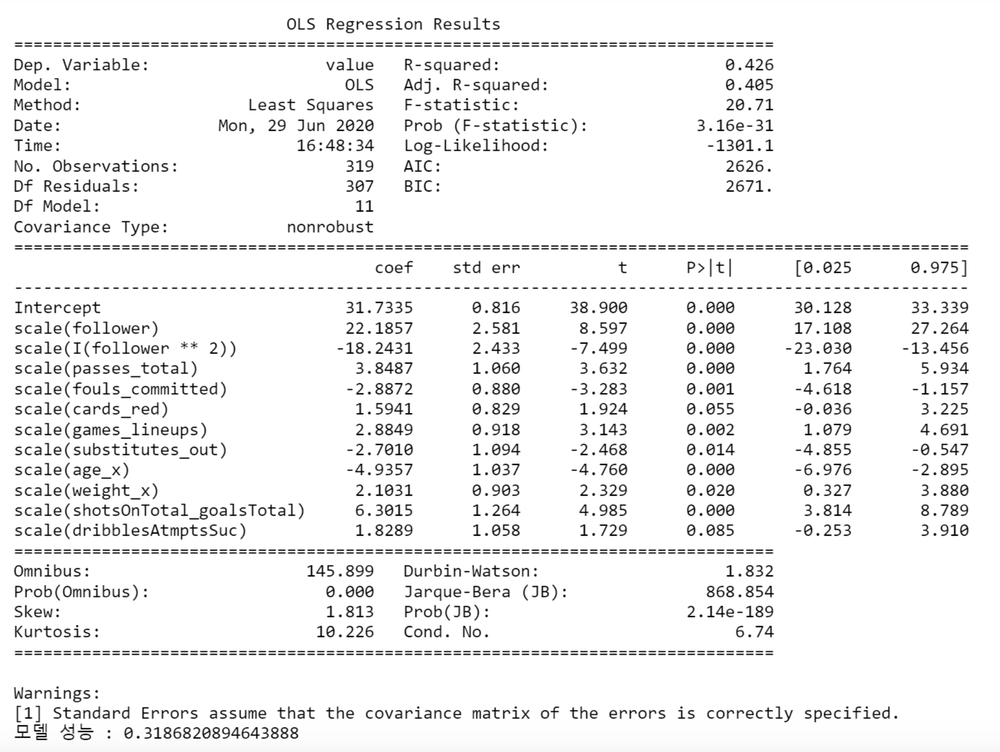 OLS Regression Results
==============================================================================
Dep. Variable: value R-squared: 0.426
Model: OLS Adj. R-squared: 0.405
Method: Least Squares F-statistic: 20.71
Date: Mon, 29 Jun 2020 Prob (F-statistic): 3.16e-31
Time: 16:48:34 Log-Likelihood: -1301.1
No. Observations: 319 AIC: 2626.
Df Residuals: 307 BIC: 2671.
Df Model: 11
Covariance Type: nonrobust
==================================================================================================
coef std err t P>|t| [0.025 0.975]
--------------------------------------------------------------------------------------------------
Intercept 31.7335 0.816 38.900 0.000 30.128 33.339
scale(follower) 22.1857 2.581 8.597 0.000 17.108 27.264
scale(I(follower ** 2)) -18.2431 2.433 -7.499 0.000 -23.030 -13.456
scale(passes_total) 3.8487 1.060 3.632 0.000 1.764 5.934
scale(fouls_committed) -2.8872 0.880 -3.283 0.001 -4.618 -1.157
scale(cards_red) 1.5941 0.829 1.924 0.055 -0.036 3.225
scale(games_lineups) 2.8849 0.918 3.143 0.002 1.079 4.691
scale(substitutes_out) -2.7010 1.094 -2.468 0.014 -4.855 -0.547
scale(age_x) -4.9357 1.037 -4.760 0.000 -6.976 -2.895
scale(weight_x) 2.1031 0.903 2.329 0.020 0.327 3.880
scale(shotsOnTotal_goalsTotal) 6.3015 1.264 4.985 0.000 3.814 8.789
scale(dribblesAtmptsSuc) 1.8289 1.058 1.729 0.085 -0.253 3.910
==============================================================================
Omnibus: 145.899 Durbin-Watson: 1.832
Prob(Omnibus): 0.000 Jarque-Bera (JB): 868.854
Skew: 1.813 Prob(JB): 2.14e-189
Kurtosis: 10.226 Cond. No. 6.74
==============================================================================
Warnings:
[1] Standard Errors assume that the covariance matrix of the errors is correctly specified.
모델 성능 : 0.3186820894643888